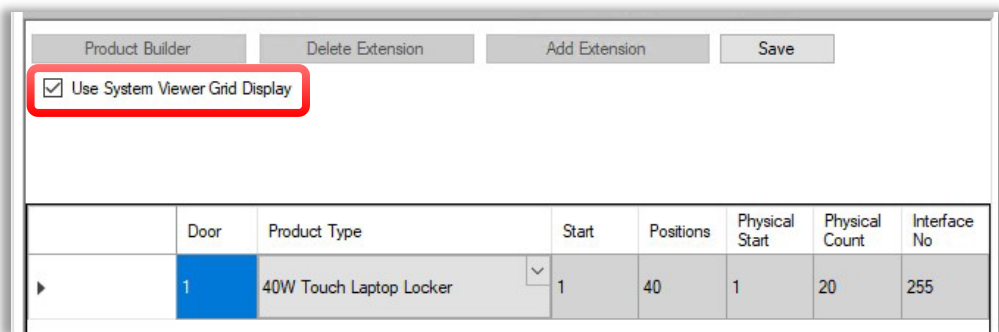 Product Builder Delete Extension Add Extension Save
Use System Viewer Grid Display
Door Product Type Start Positions Physical Start Physical Count Interface No
1 40W Touch Laptop Locker 1 40 1 20 255